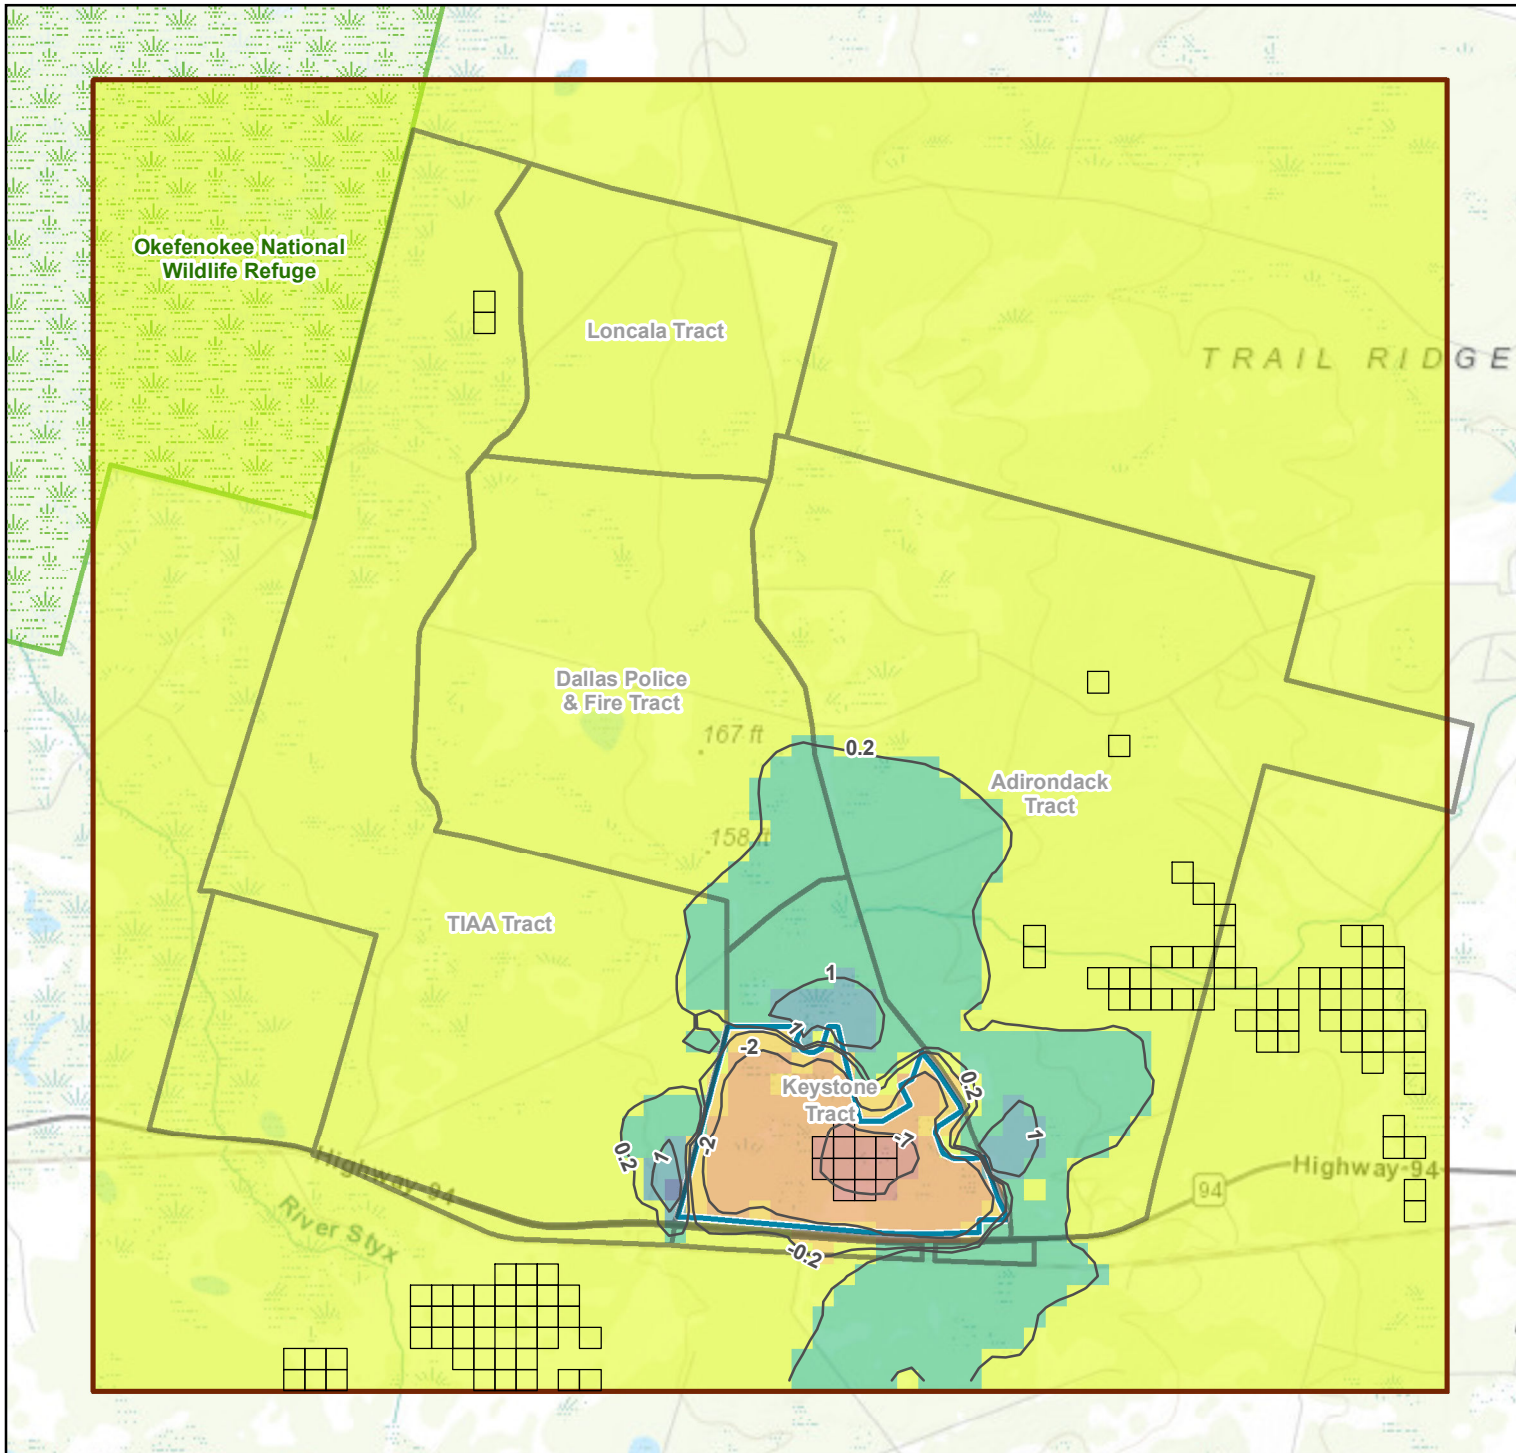 Okefenokee National
Wildlife Refuge
Loncala Tract
TRAIL RIDGE
Dallas Police
& Fire Tract
167 ft
0.2
Adirondack
Tract
158 ft
TIAA Tract
1
1
-2
Keystone
Tract
0.2
-7
1
-2
1
0.2
Highway 94
Highway 94
94
River Styx
-0.2